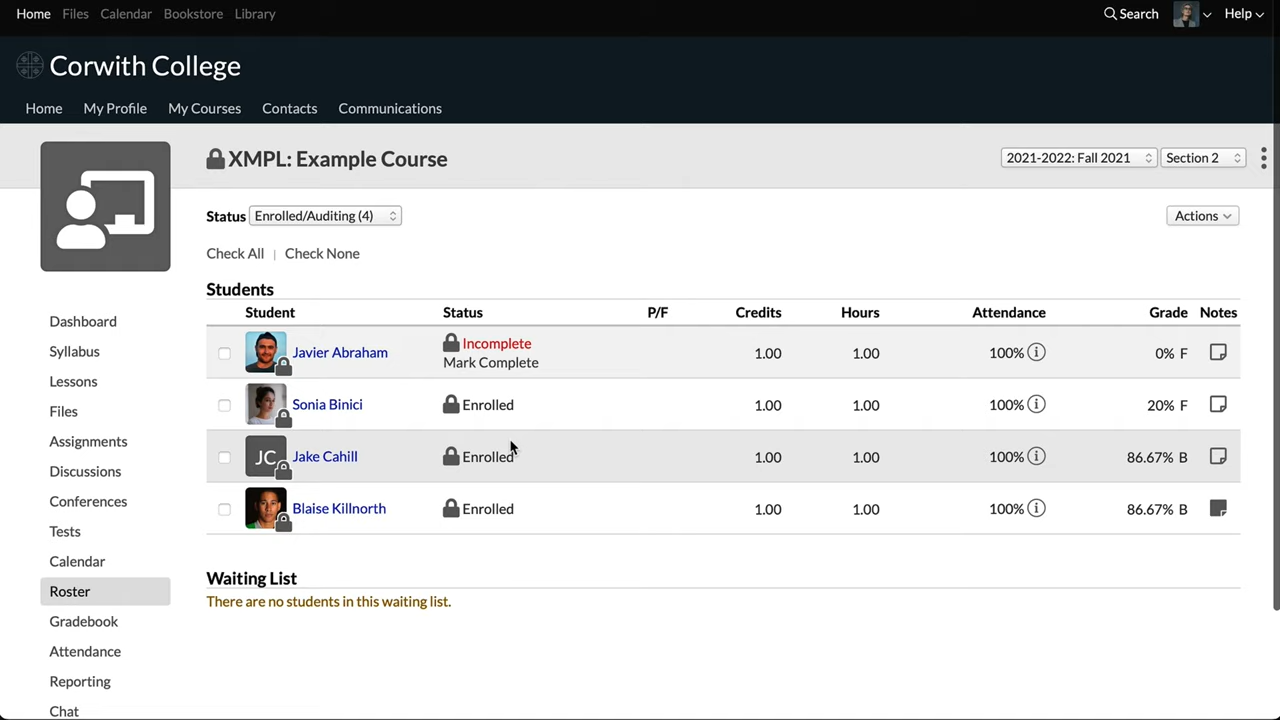 Home Files Calendar Bookstore Library Search Help
Corwith College
Home My Profile My Courses Contacts Communications
XMPL: Example Course 2021-2022: Fall 2021 Section 2
Status Enrolled/Auditing (4) Actions
Check All | Check None
Students
Student Status P/F Credits Hours Attendance Grade Notes
Javier Abraham Incomplete 1.00 1.00 100% 0% F
Mark Complete
Sonia Binici Enrolled 1.00 1.00 100% 20% F
JC Jake Cahill Enrolled 1.00 1.00 100% 86.67% B
Blaise Killnorth Enrolled 1.00 1.00 100% 86.67% B
Waiting List
There are no students in this waiting list.
Dashboard
Syllabus
Lessons
Files
Assignments
Discussions
Conferences
Tests
Calendar
Roster
Gradebook
Attendance
Reporting
Chat